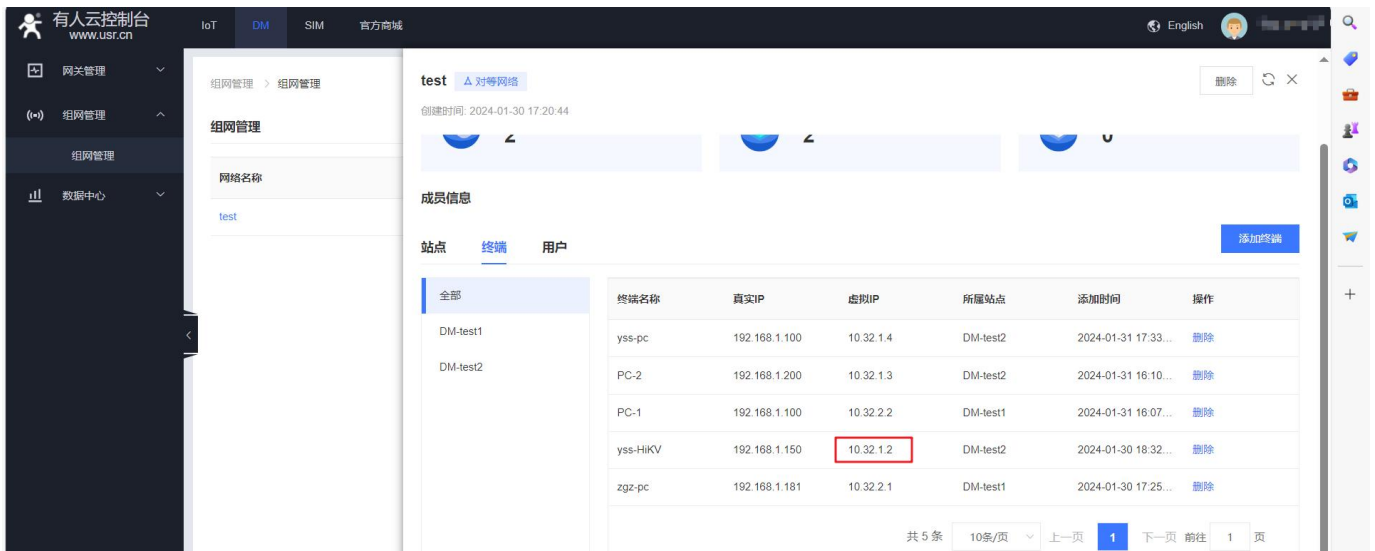 有人云控制台
www.usr.cn
IoT DM SIM 官方商城
English
网关管理
组网管理
组网管理
数据中心
组网管理 > 组网管理
组网管理
网络名称
test
test 对等网络
删除
创建时间: 2024-01-30 17:20:44
2 2 0
成员信息
站点 终端 用户
添加终端
全部
DM-test1
DM-test2
终端名称 真实IP 虚拟IP 所属站点 添加时间 操作
yss-pc 192.168.1.100 10.32.1.4 DM-test2 2024-01-31 17:33... 删除
PC-2 192.168.1.200 10.32.1.3 DM-test2 2024-01-31 16:10... 删除
PC-1 192.168.1.100 10.32.2.2 DM-test1 2024-01-31 16:07... 删除
yss-HiKV 192.168.1.150 10.32.1.2 DM-test2 2024-01-30 18:32... 删除
zgz-pc 192.168.1.181 10.32.2.1 DM-test1 2024-01-30 17:25... 删除
共 5 条 10条/页 上一页 1 下一页 前往 1 页